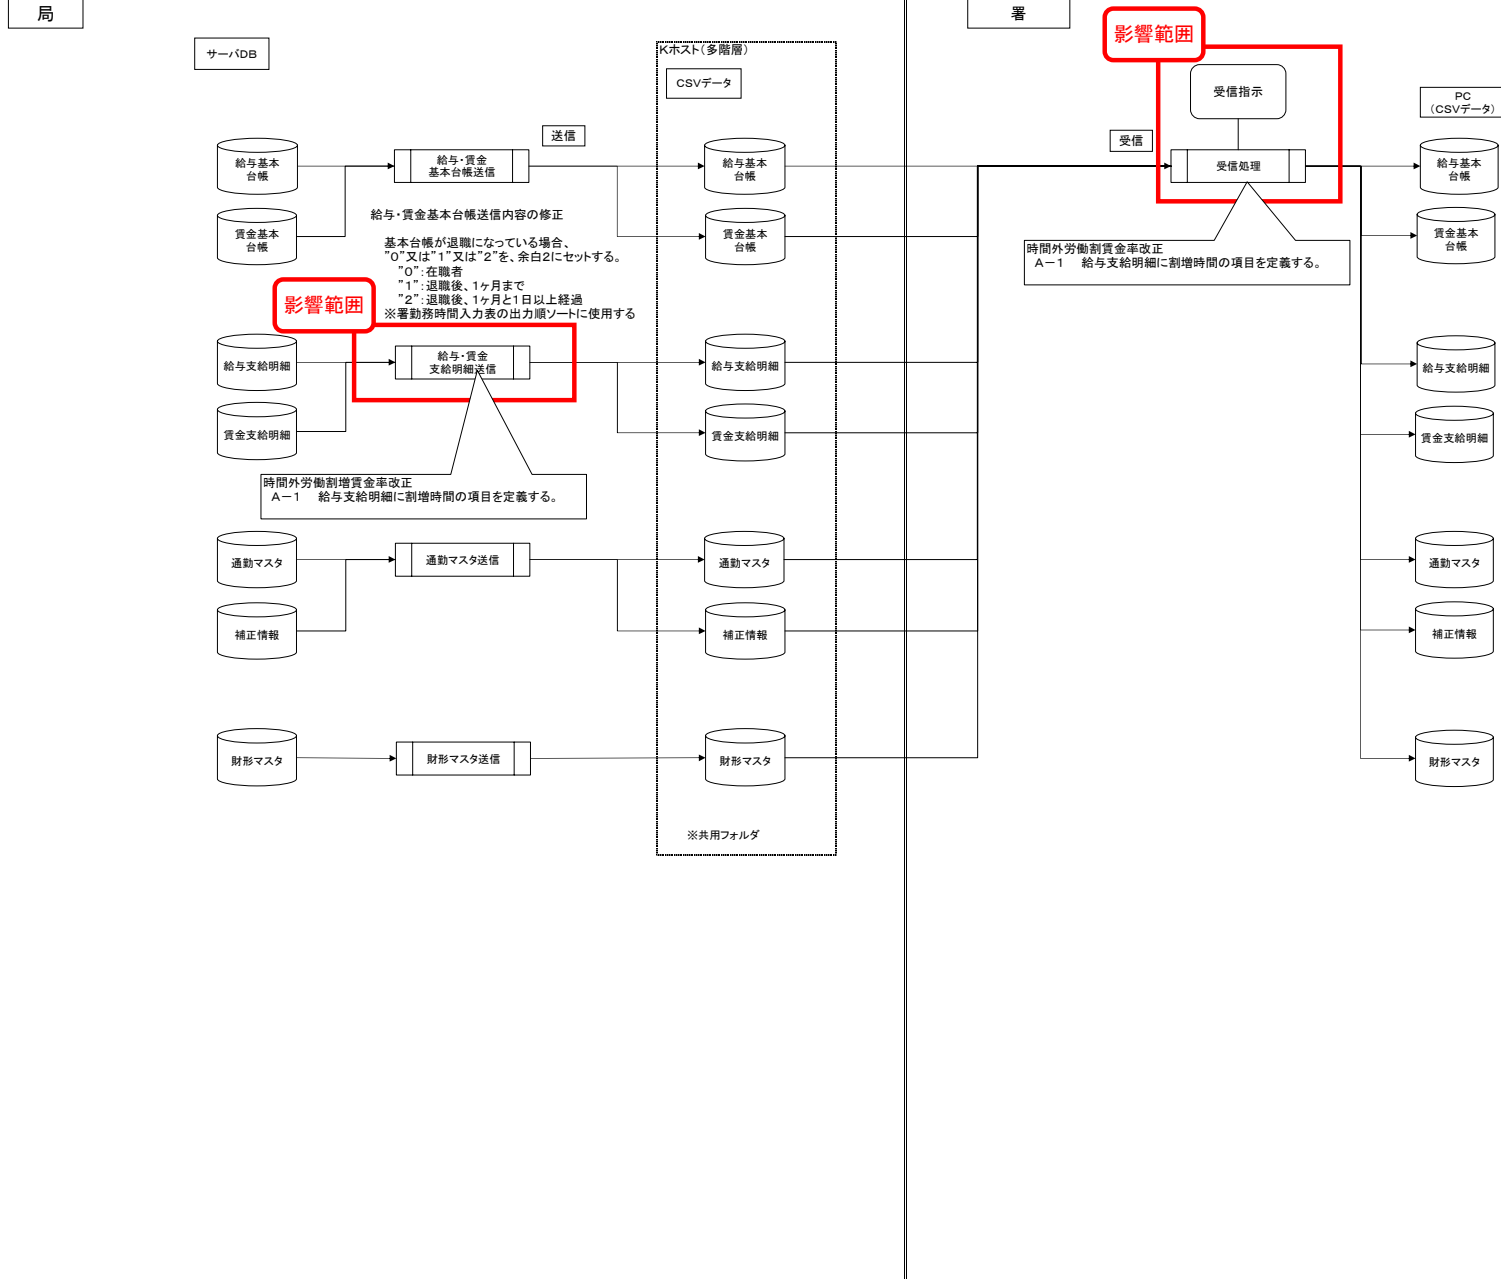 局
署
サーバDB
Kホスト(多階層)
CSVデータ
影響範囲
受信指示
PC
(CSVデータ)
送信
受信
給与基本
台帳
給与・賃金
基本台帳送信
給与基本
台帳
受信処理
給与基本
台帳
賃金基本
台帳
賃金基本
台帳
賃金基本
台帳
給与・賃金基本台帳送信内容の修正
基本台帳が退職になっている場合、
"0"又は"1"又は"2"を、余白2にセットする。
"0":在職者
"1":退職後、1ヶ月まで
"2":退職後、1ヶ月と1日以上経過
※署勤務時間入力表の出力順ソートに使用する
時間外労働割賃金率改正
A-1 給与支給明細に割増時間の項目を定義する。
影響範囲
給与支給明細
給与・賃金
支給明細送信
給与支給明細
給与支給明細
賃金支給明細
賃金支給明細
賃金支給明細
時間外労働割増賃金率改正
A-1 給与支給明細に割増時間の項目を定義する。
通勤マスタ
通勤マスタ送信
通勤マスタ
通勤マスタ
補正情報
補正情報
補正情報
財形マスタ
財形マスタ送信
財形マスタ
財形マスタ
※共用フォルダ